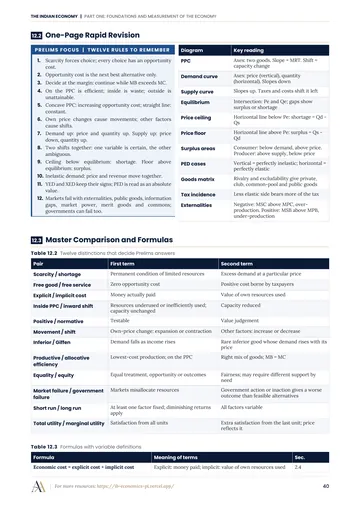 THE INDIAN ECONOMY | PART ONE: FOUNDATIONS AND MEASUREMENT OF THE ECONOMY
12.2 One-Page Rapid Revision
PRELIMS FOCUS | TWELVE RULES TO REMEMBER
1. Scarcity forces choice; every choice has an opportunity
cost.
2. Opportunity cost is the next best alternative only.
3. Decide at the margin: continue while MB exceeds MC.
4. On the PPC is efficient; inside is waste; outside is
unattainable.
5. Concave PPC: increasing opportunity cost; straight line:
constant.
6. Own price changes cause movements; other factors
cause shifts.
7. Demand up: price and quantity up. Supply up: price
down, quantity up.
8. Two shifts together: one variable is certain, the other
ambiguous.
9. Ceiling below equilibrium: shortage. Floor above
equilibrium: surplus.
10. Inelastic demand: price and revenue move together.
11. YED and XED keep their signs; PED is read as an absolute
value.
12. Markets fail with externalities, public goods, information
gaps, market power, merit goods and commons;
governments can fail too.
Diagram Key reading
PPC Axes: two goods. Slope = MRT. Shift =
capacity change
Demand curve Axes: price (vertical), quantity
(horizontal). Slopes down.
Supply curve Slopes up. Taxes and costs shift it left
Equilibrium Intersection: Pe and Qe; gaps show
surplus or shortage
Price ceiling Horizontal line below Pe: shortage = Qd -
Qs
Price floor Horizontal line above Pe: surplus = Qs -
Qd
Surplus areas Consumer: below demand, above price.
Producer: above supply, below price
PED cases Vertical = perfectly inelastic; horizontal =
perfectly elastic
Goods matrix Rivalry and excludability give private,
club, common-pool and public goods
Tax incidence Less elastic side bears more of the tax
Externalities Negative: MSC above MPC, over-
production. Positive: MSB above MPB,
under-production
12.3 Master Comparison and Formulas
Table 12.2 Twelve distinctions that decide Prelims answers
Pair First term Second term
Scarcity / shortage Permanent condition of limited resources Excess demand at a particular price
Free good / free service Zero opportunity cost Positive cost borne by taxpayers
Explicit / implicit cost Money actually paid Value of own resources used
Inside PPC / inward shift Resources underused or inefficiently used; Capacity reduced
capacity unchanged
Positive / normative Testable Value judgement
Movement / shift Own-price change: expansion or contraction Other factors: increase or decrease
Inferior / Giffen Demand falls as income rises Rare inferior good whose demand rises with its
price
Productive / allocative Lowest-cost production; on the PPC Right mix of goods; MB = MC
efficiency
Equality / equity Equal treatment, opportunity or outcomes Fairness; may require different support by
need
Market failure / government Markets misallocate resources Government action or inaction gives a worse
failure outcome than feasible alternatives
Short run / long run At least one factor fixed; diminishing returns All factors variable
apply
Total utility / marginal utility Satisfaction from all units Extra satisfaction from the last unit; price
reflects it
Table 12.3 Formulas with variable definitions
Formula Meaning of terms Sec.
Economic cost = explicit cost + implicit cost Explicit: money paid; implicit: value of own resources used 2.4
For more resources:
40